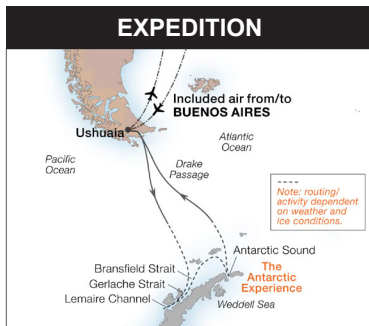 EXPEDITION
Included air from/to
BUENOS AIRES
Ushuaia
Atlantic
Ocean
Pacific
Ocean
Drake
Passage
Note: routing/
activity dependent
on weather and
ice conditions.
Antarctic Sound
Bransfield Strait
The
Antarctic
Experience
Gerlache Strait
Lemaire Channel
Weddell Sea